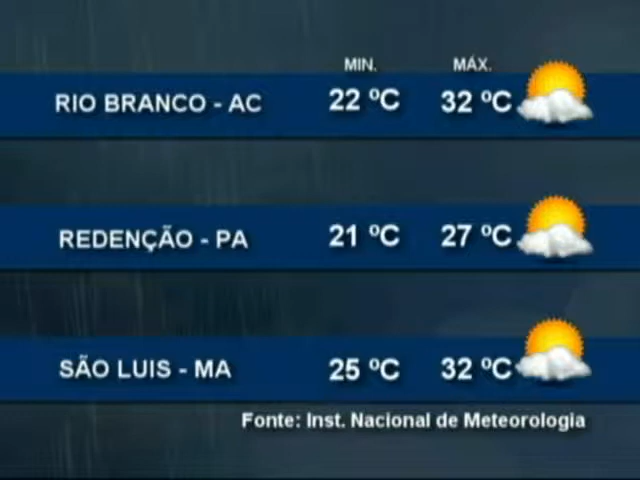 MIN. MÁX.
RIO BRANCO - AC 22 ºC 32 ºC
REDENÇÃO - PA 21 ºC 27 ºC
SÃO LUIS - MA 25 ºC 32 ºC
Fonte: Inst. Nacional de Meteorologia